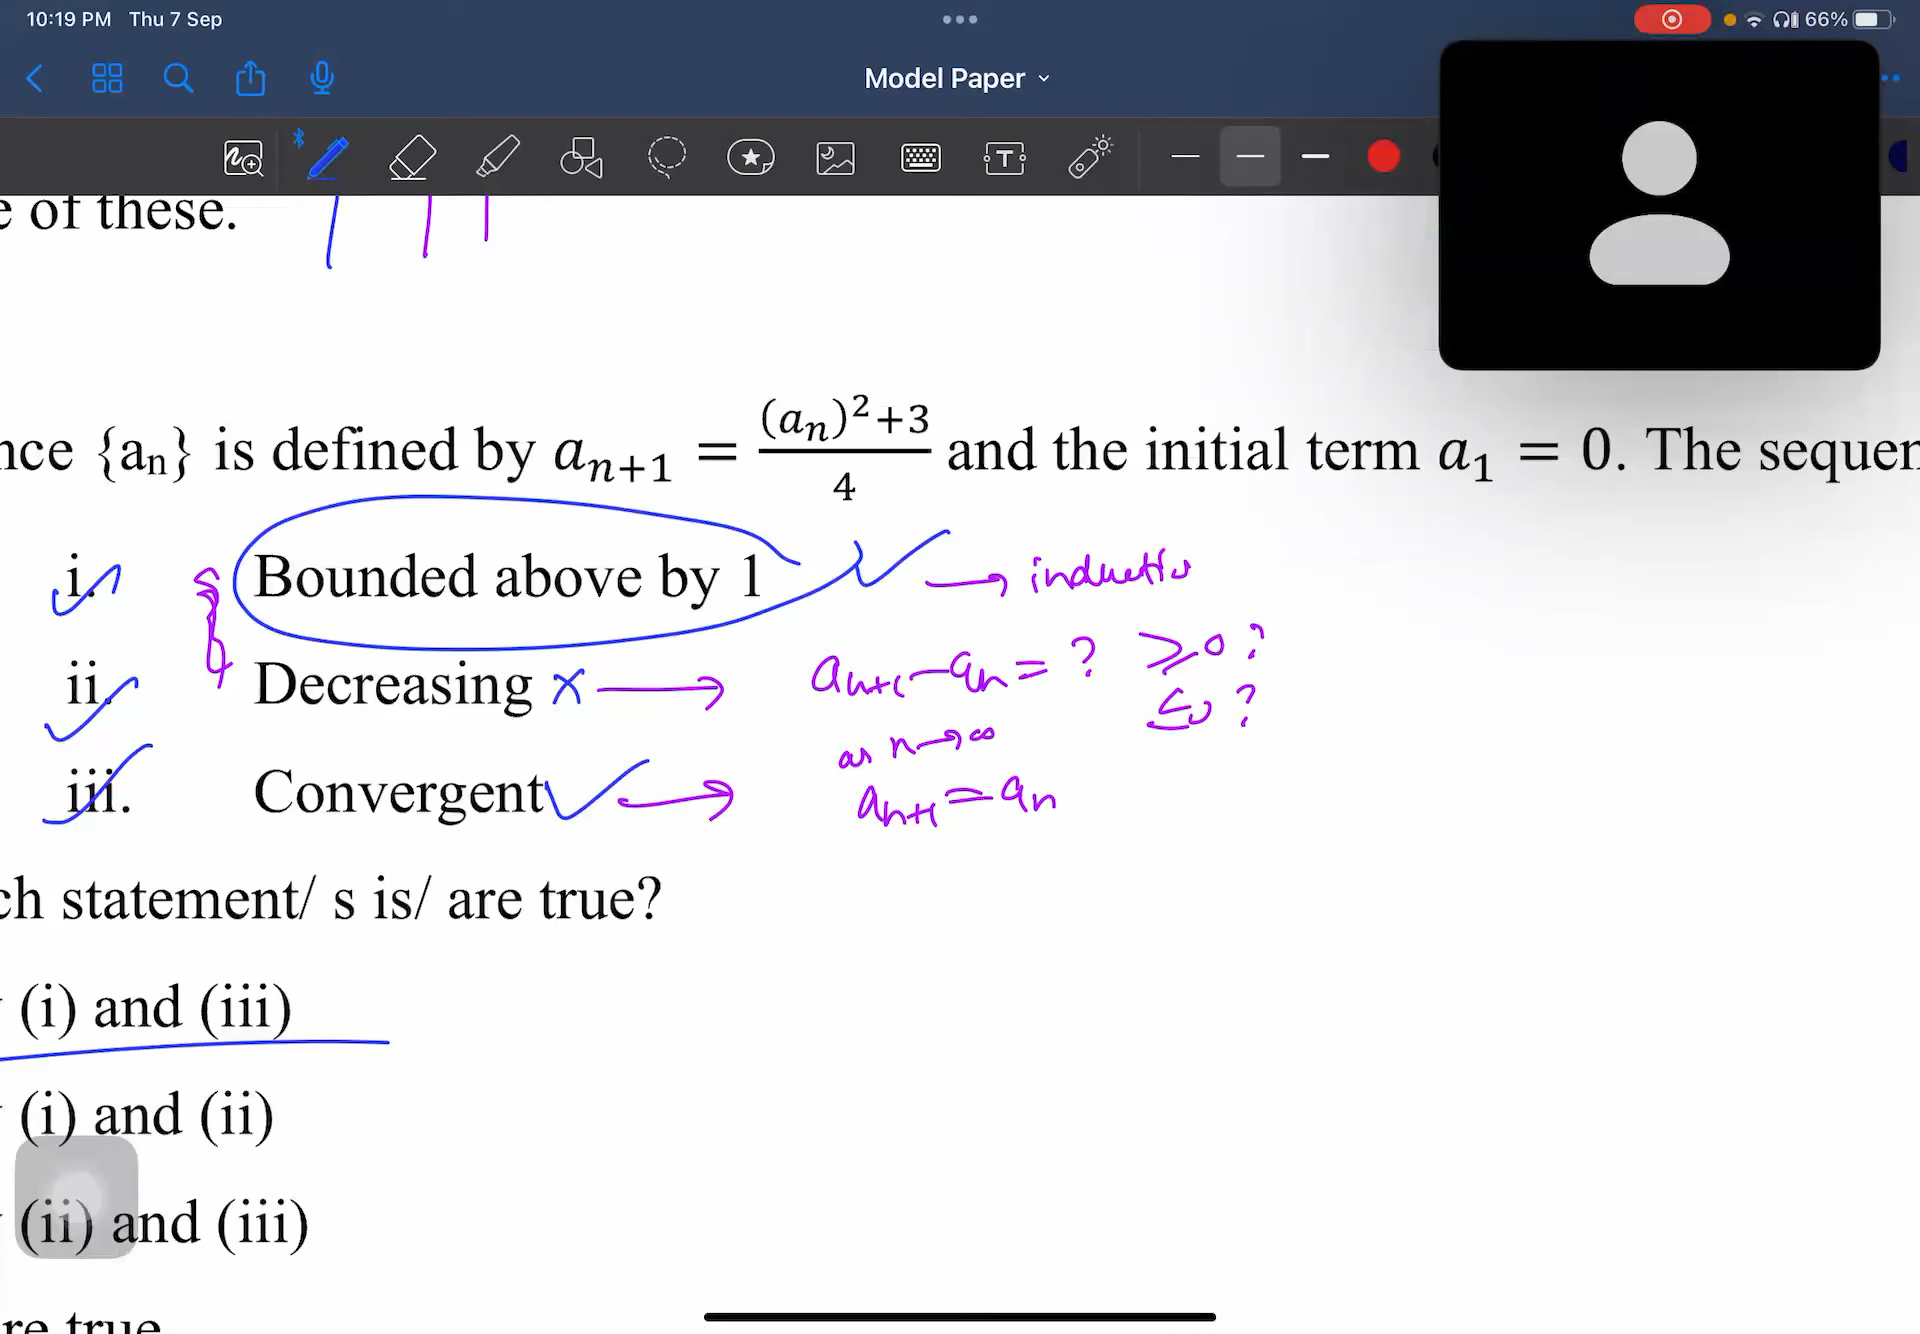 10:19 PM Thu 7 Sep
66%
Model Paper
e of these.
nce {aₙ} is defined by aₙ₊₁ = ((aₙ)²+3)/4 and the initial term a₁ = 0. The sequen
i. Bounded above by 1 ✓ →
ii. Decreasing x → aₙ₊₁ - aₙ = ? ≥0 ?
≤0 ?
as n→∞
iii. Convergent ✓ → aₙ₊₁ = aₙ
ch statement/ s is/ are true?
(i) and (iii)
(i) and (ii)
(ii) and (iii)
re true